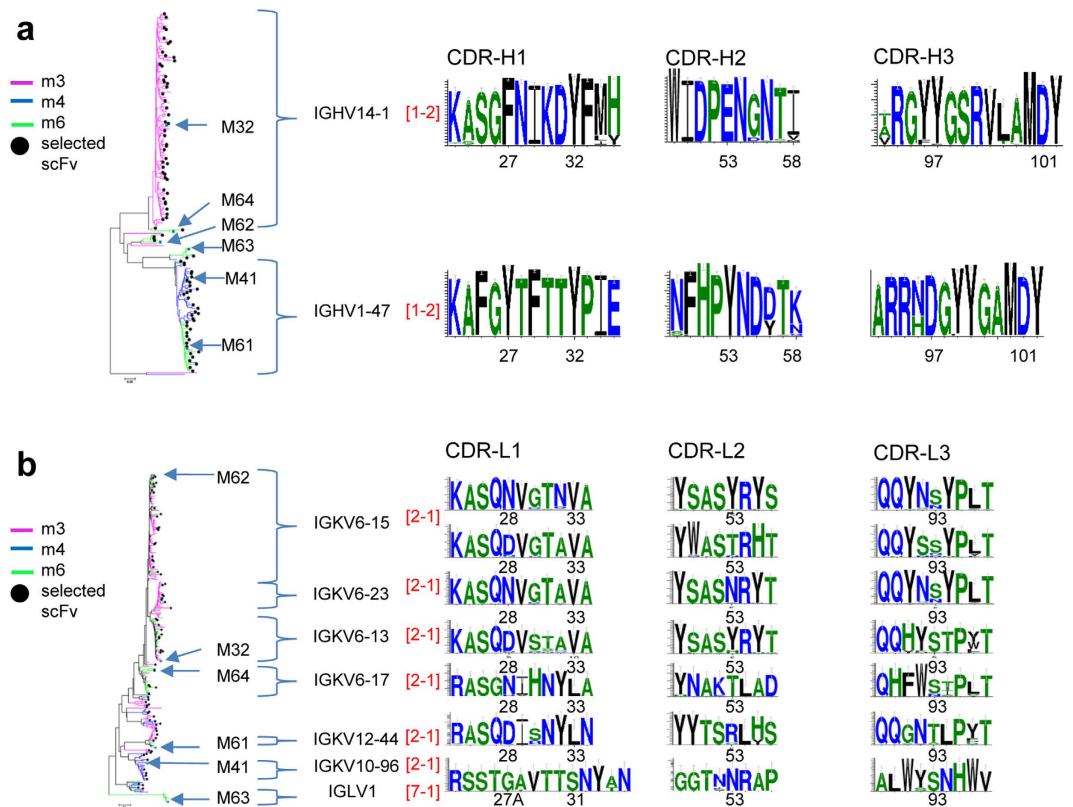 a
m3
m4
m6
selected
scFv
M32
M64
M62
M63
M41
M61
IGHV14-1 [1-2]
IGHV1-47 [1-2]
CDR-H1 CDR-H2 CDR-H3
KASGFNIKDYFMH WIDPENGNTI ARGYYGSRVLAMDY
27 32 53 58 97 101
KAFGYTFTTYPIE NFHPYNDDTK ARRNDGYYGAMDY
27 32 53 58 97 101
b
m3
m4
m6
selected
scFv
M62
M32
M64
M61
M41
M63
CDR-L1 CDR-L2 CDR-L3
IGKV6-15 [2-1]
KASQNVGTNVA YSASYRYS QQYNSYPLT
28 33 53 93
KASQDVGTAVA YWASTRHT QQYSSYPLT
28 33 53 93
IGKV6-23 [2-1] KASQNVGTAVA YSASNRYT QQYNSYPLT
28 33 53 93
IGKV6-13 [2-1] KASQDVSTAVA YSASYRYT QQHYSTPYT
28 33 53 93
IGKV6-17 [2-1] RASGNIHNYLA YNAKTLAD QHFWSTPLT
28 33 53 93
IGKV12-44 [2-1] RASQDISNYLN YYTSRLHS QQGNTLPYT
28 33 53 93
IGKV10-96 [2-1]
IGLV1 [7-1] RSSTGAVTTSNYAN GGTNNRAP ALWYSNHWV
27A 31 53 93